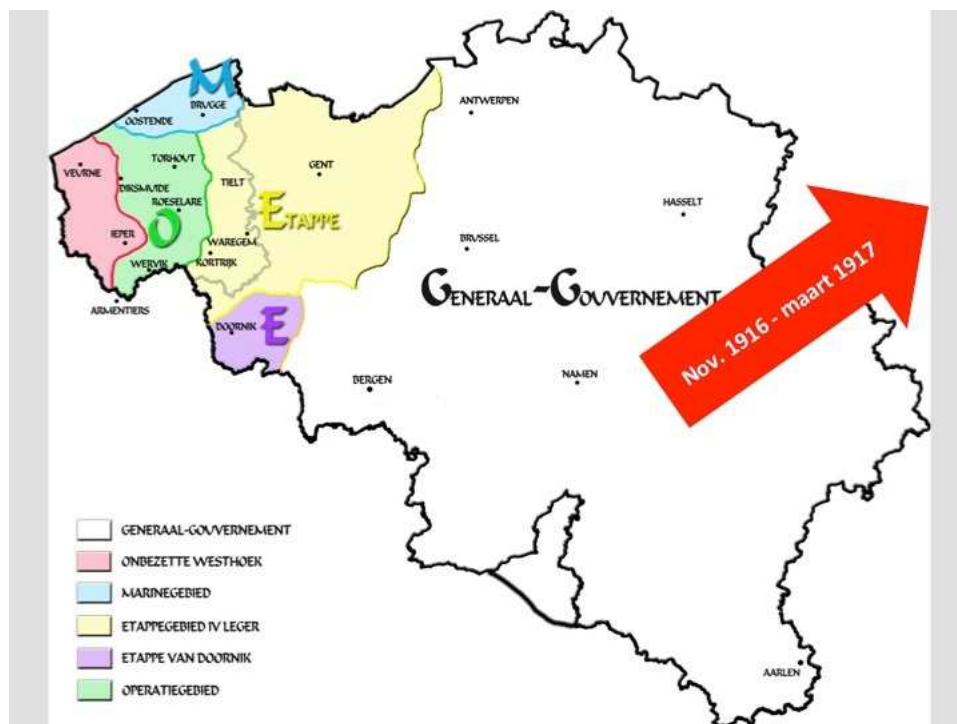 M
BRUGGE
OOSTENDE
ANTWERPEN
VEURNE
TORHOUT
GENT
DIKSMUIDE
TIELT
ROESELARE
HASSELT
O
ETAPPE
IEPER
WAREGEM
BRUSSEL
WERVIK
KORTRIJK
GENERAAL-GOUVERNEMENT
ARMENTIERS
DOORNIK
E
Nov. 1916 - maart 1917
BERGEN
NAMEN
GENERAAL-GOUVERNEMENT
ONBEZETTE WESTHOEK
MARINEGEBIED
ETAPPEGEBIED IV LEGER
ETAPPE VAN DOORNIK
OPERATIEGEBIED
AARLEN